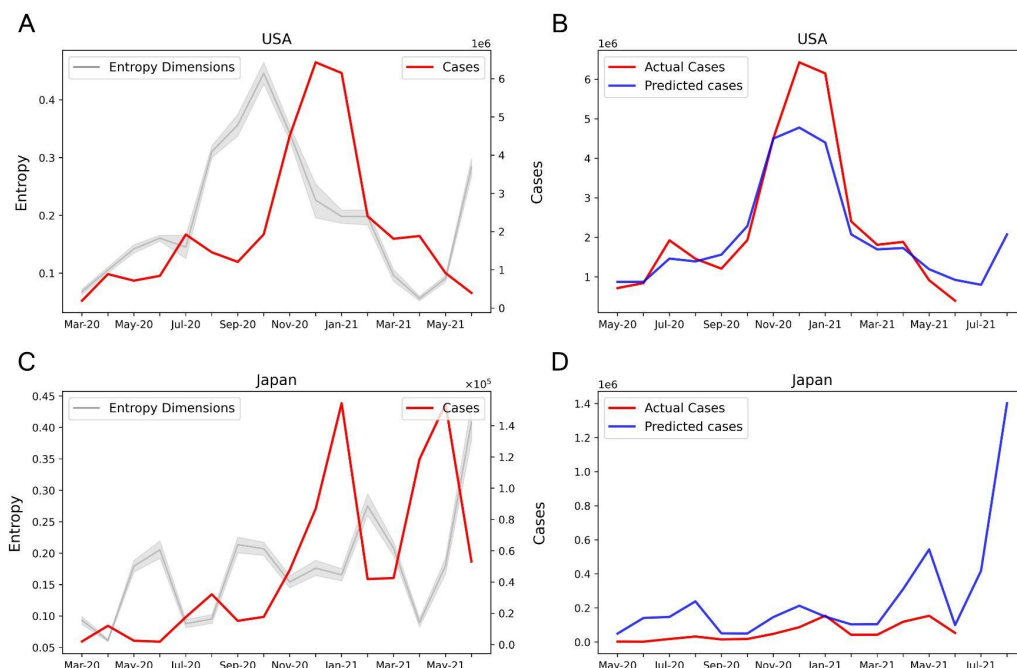 A
USA
1e6
Entropy Dimensions
Cases
0.4
0.3
0.2
0.1
Entropy
6
5
4
3
2
1
0
Cases
Mar-20 May-20 Jul-20 Sep-20 Nov-20 Jan-21 Mar-21 May-21
B
USA
1e6
Actual Cases
Predicted cases
6
5
4
3
2
1
May-20 Jul-20 Sep-20 Nov-20 Jan-21 Mar-21 May-21 Jul-21
C
Japan
×10⁵
Entropy Dimensions
Cases
0.45
0.40
0.35
0.30
0.25
0.20
0.15
0.10
0.05
Entropy
1.4
1.2
1.0
0.8
0.6
0.4
0.2
0.0
Cases
Mar-20 May-20 Jul-20 Sep-20 Nov-20 Jan-21 Mar-21 May-21
D
Japan
1e6
Actual Cases
Predicted cases
1.4
1.2
1.0
0.8
0.6
0.4
0.2
0.0
May-20 Jul-20 Sep-20 Nov-20 Jan-21 Mar-21 May-21 Jul-21